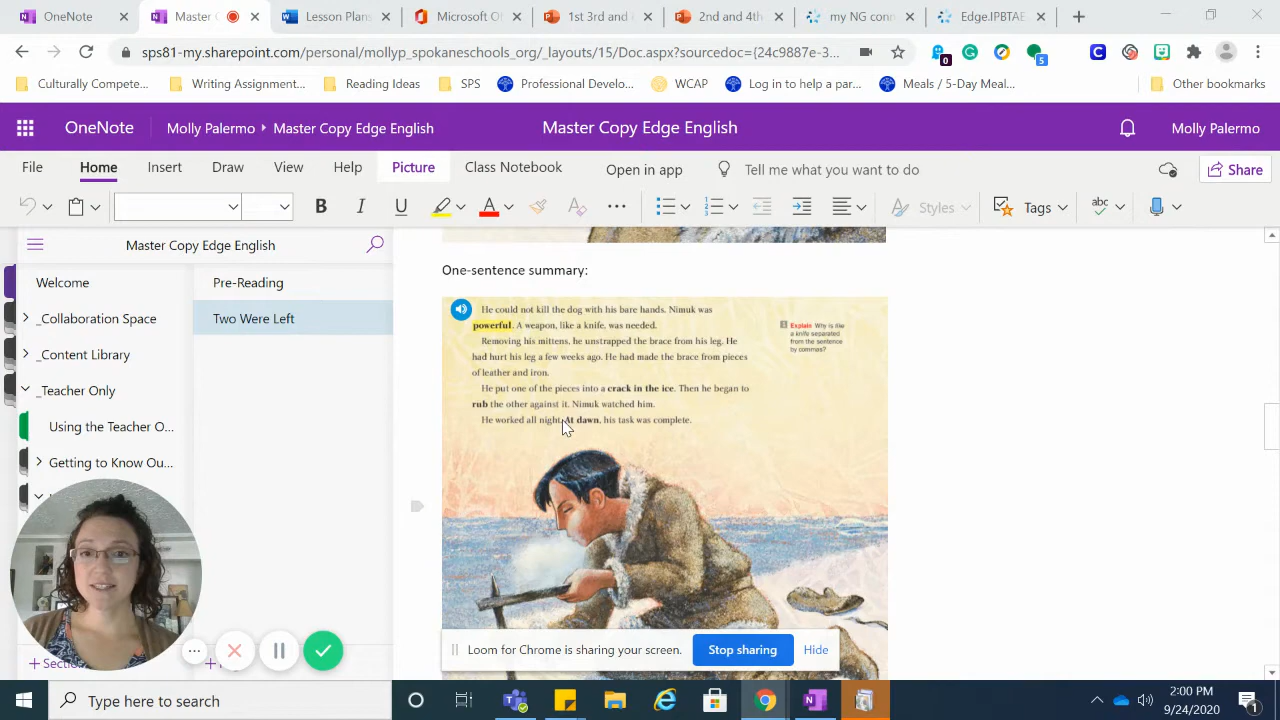 Master C
Lesson Plans
Microsoft O
1st 3rd and
2nd and 4th
my NG conn
Edge.IPBTAE
sps81-my.sharepoint.com/personal/mollyp_spokaneschools_org/_layouts/15/Doc.aspx?sourcedoc={24c9887e-3...
0
5
Culturally Compete...
Writing Assignment...
Reading Ideas
SPS
Professional Develo...
WCAP
Log in to help a par...
Meals / 5-Day Meal...
Other bookmarks
OneNote
Molly Palermo
Master Copy Edge English
Master Copy Edge English
Molly Palermo
File
Home
Insert
Draw
View
Help
Picture
Class Notebook
Open in app
Tell me what you want to do
Share
B
I
U
A
Styles
Tags
abc
Master Copy Edge English
Welcome
_Collaboration Space
_Content Library
_Teacher Only
Using the Teacher O...
Getting to Know Ou...
Pre-Reading
Two Were Left
One-sentence summary:
He could not kill the dog with his bare hands. Nimuk was
powerful. A weapon, like a knife, was needed.
Removing his mittens, he unstrapped the brace from his leg. He
had hurt his leg a few weeks ago. He had made the brace from pieces
of leather and iron.
He put one of the pieces into a crack in the ice. Then he began to
rub the other against it. Nimuk watched him.
He worked all night. At dawn, his task was complete.
Explain Why is like
a knife separated
from the sentence
by commas?
+ Secti
Loom for Chrome is sharing your screen.
Stop sharing
Hide
Type here to search
2:00 PM
9/24/2020
1